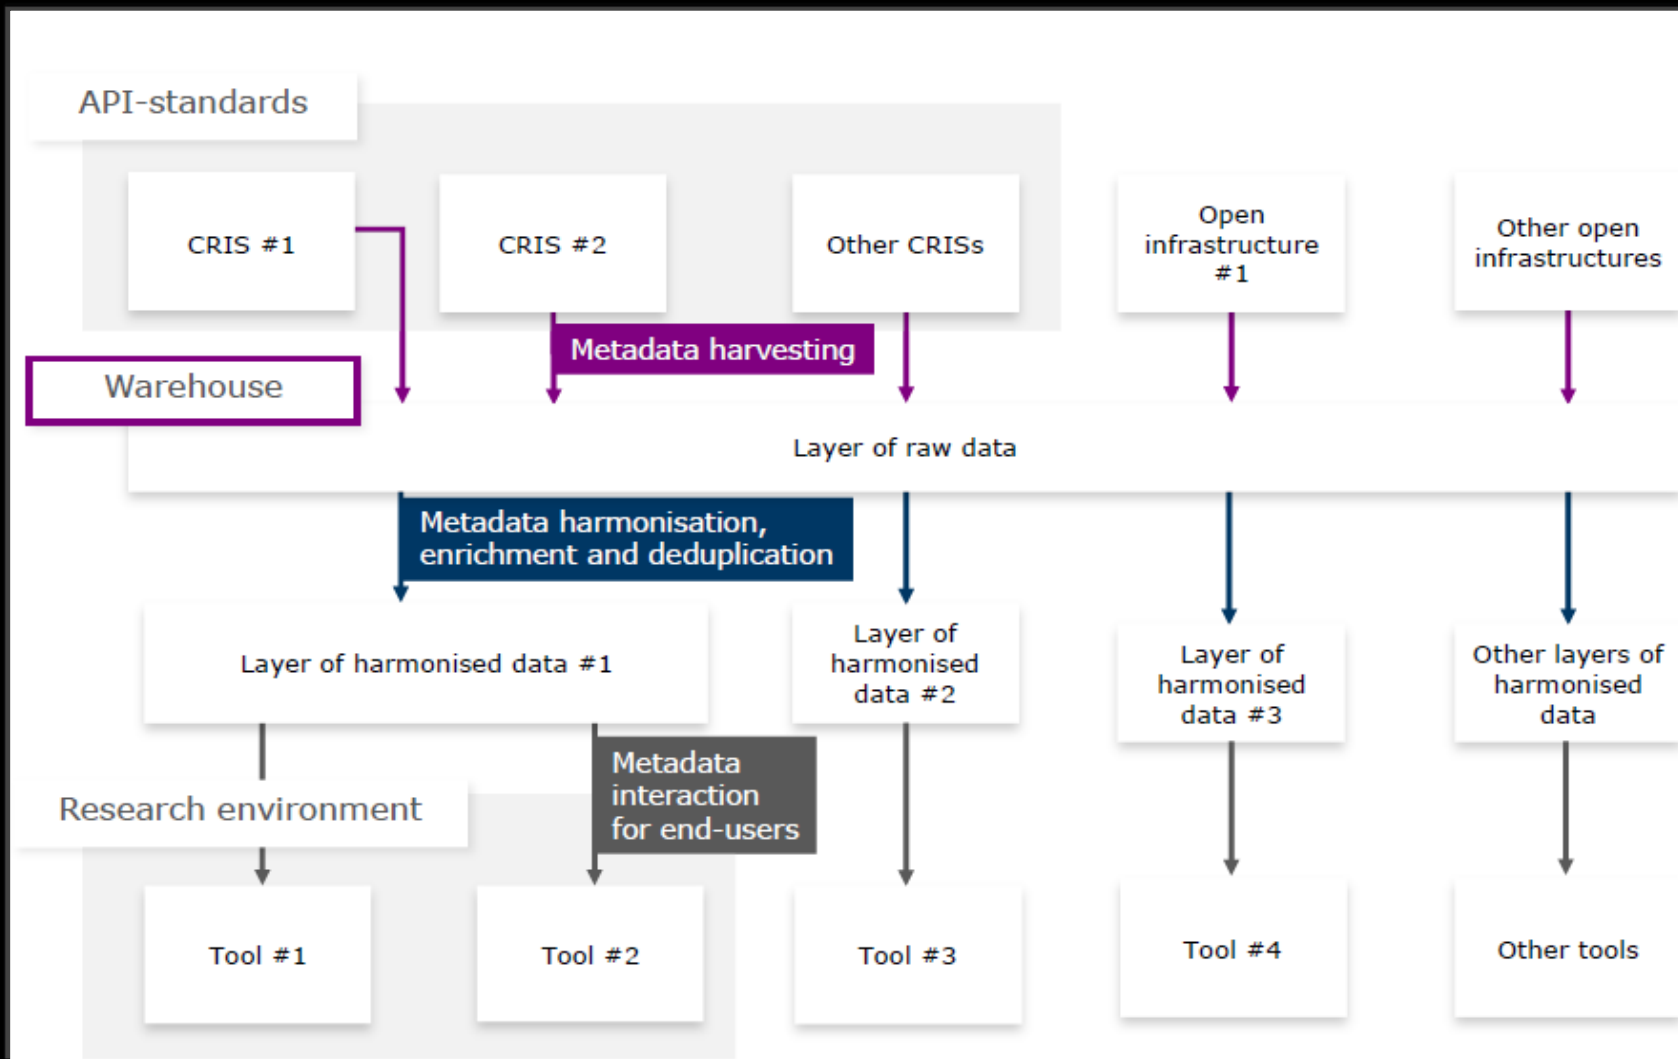 API-standards
CRIS #1
CRIS #2
Other CRISs
Open
infrastructure
#1
Other open
infrastructures
Metadata harvesting
Warehouse
Layer of raw data
Metadata harmonisation,
enrichment and deduplication
Layer of harmonised data #1
Layer of
harmonised
data #2
Layer of
harmonised
data #3
Other layers of
harmonised
data
Metadata
interaction
for end-users
Research environment
Tool #1
Tool #2
Tool #3
Tool #4
Other tools